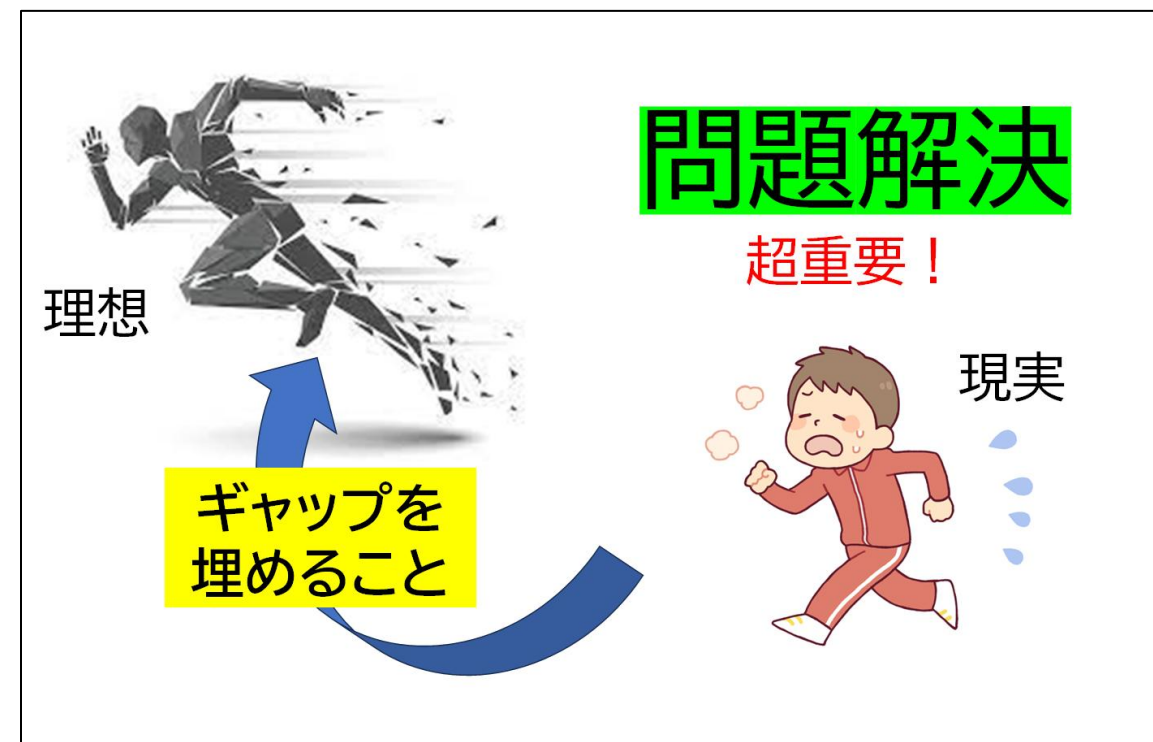 問題解決
超重要！
理想
現実
ギャップを
埋めること